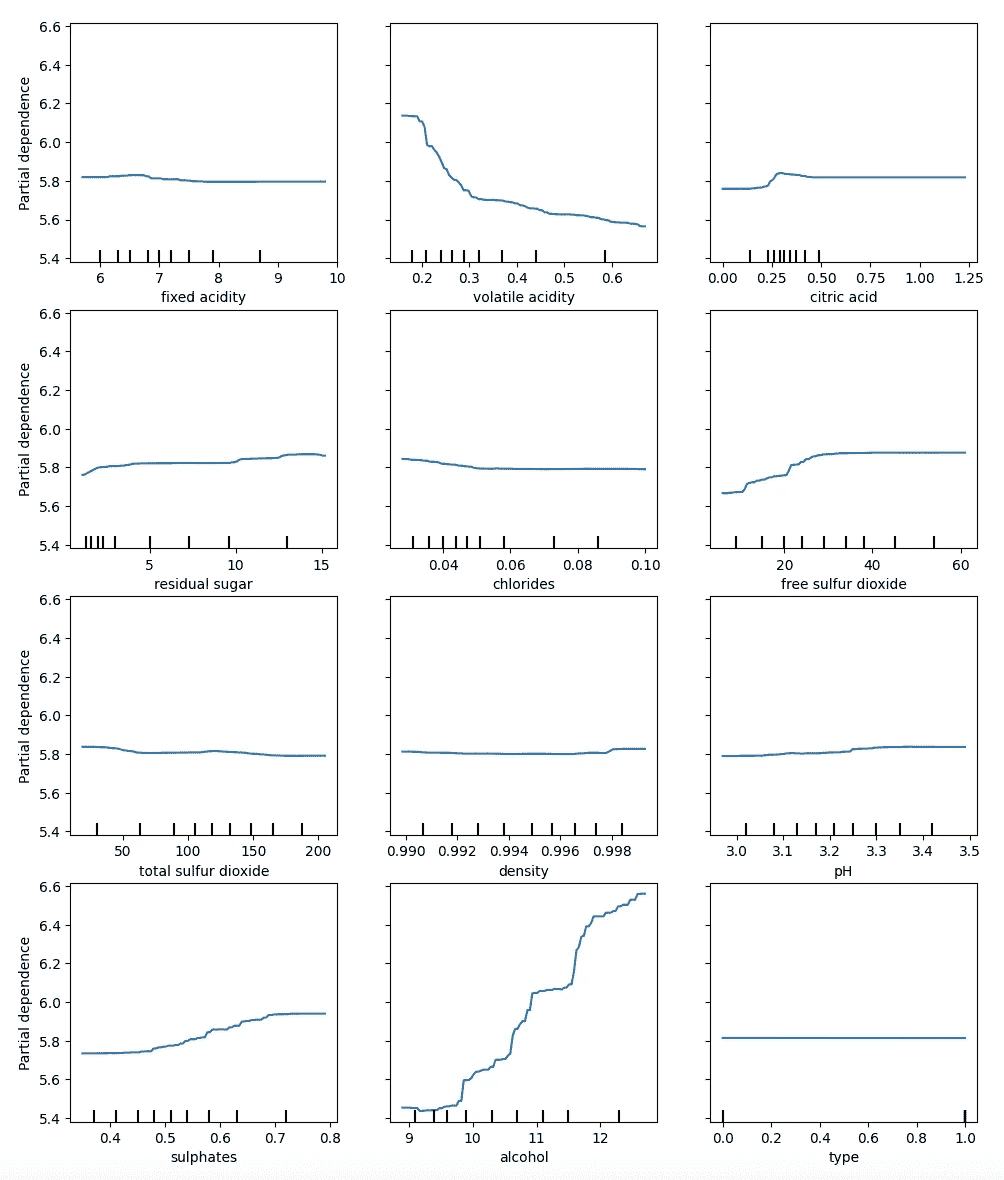 6.6
6.4
6.2
6.0
5.8
5.6
5.4
Partial dependence
6 7 8 9 10
fixed acidity
0.2 0.3 0.4 0.5 0.6
volatile acidity
0.00 0.25 0.50 0.75 1.00 1.25
citric acid
6.6
6.4
6.2
6.0
5.8
5.6
5.4
Partial dependence
5 10 15
residual sugar
0.04 0.06 0.08 0.10
chlorides
20 40 60
free sulfur dioxide
6.6
6.4
6.2
6.0
5.8
5.6
5.4
Partial dependence
50 100 150 200
total sulfur dioxide
0.990 0.992 0.994 0.996 0.998
density
3.0 3.1 3.2 3.3 3.4 3.5
pH
6.6
6.4
6.2
6.0
5.8
5.6
5.4
Partial dependence
0.4 0.5 0.6 0.7 0.8
sulphates
9 10 11 12
alcohol
0.0 0.2 0.4 0.6 0.8 1.0
type